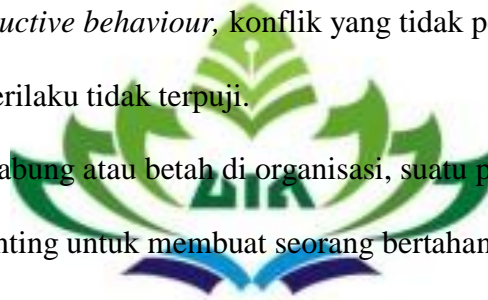 uctive behaviour, konflik yang tidak p
erilaku tidak terpuji.
abung atau betah di organisasi, suatu p
nting untuk membuat seorang bertahan